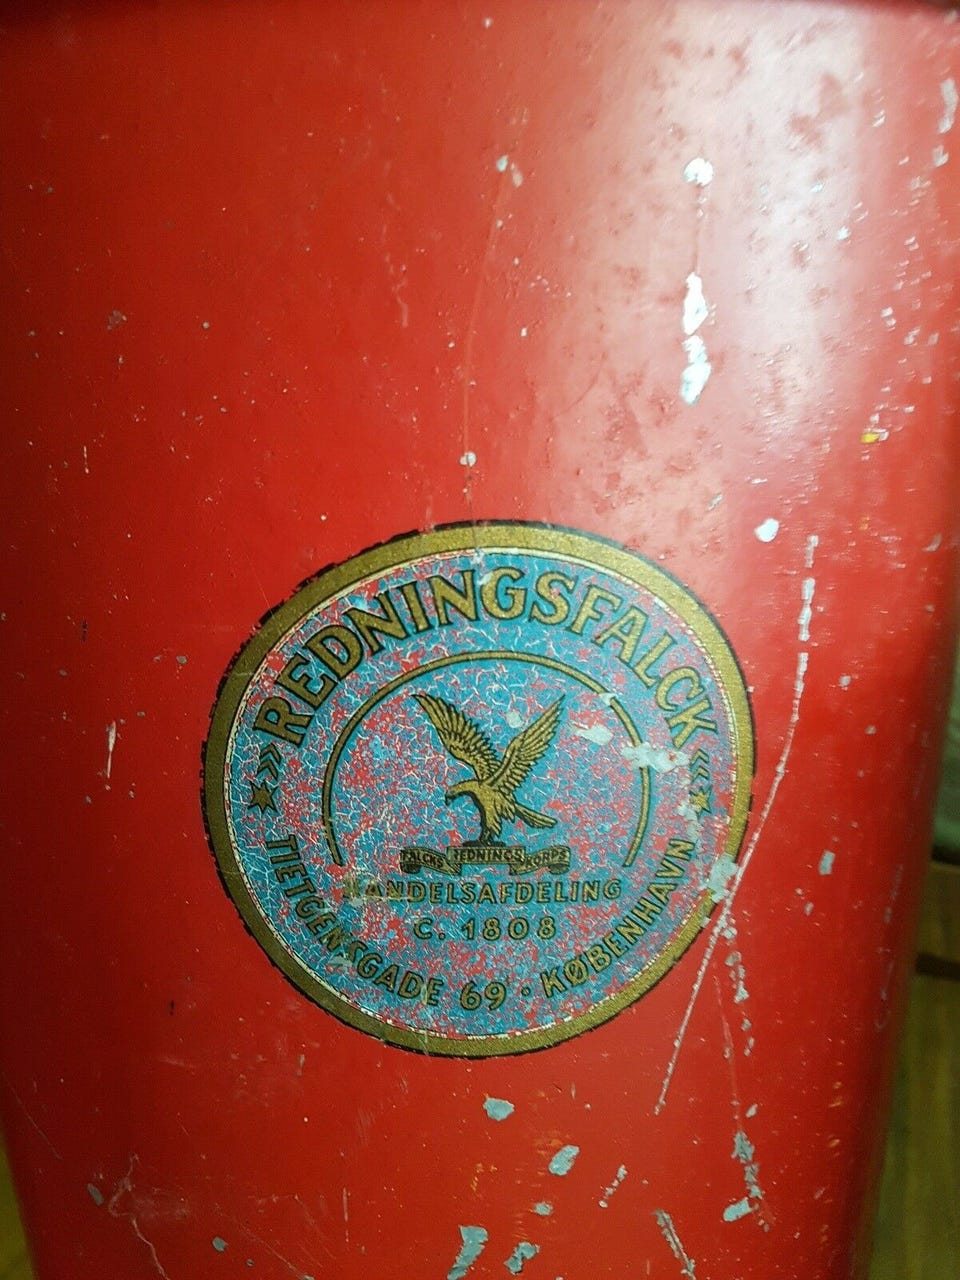 REDNINGSFALCK
FALCKS REDNINGS KORPS
HANDELSAFDELING
C. 1808
TIETGENSGADE 69 · KØBENHAVN